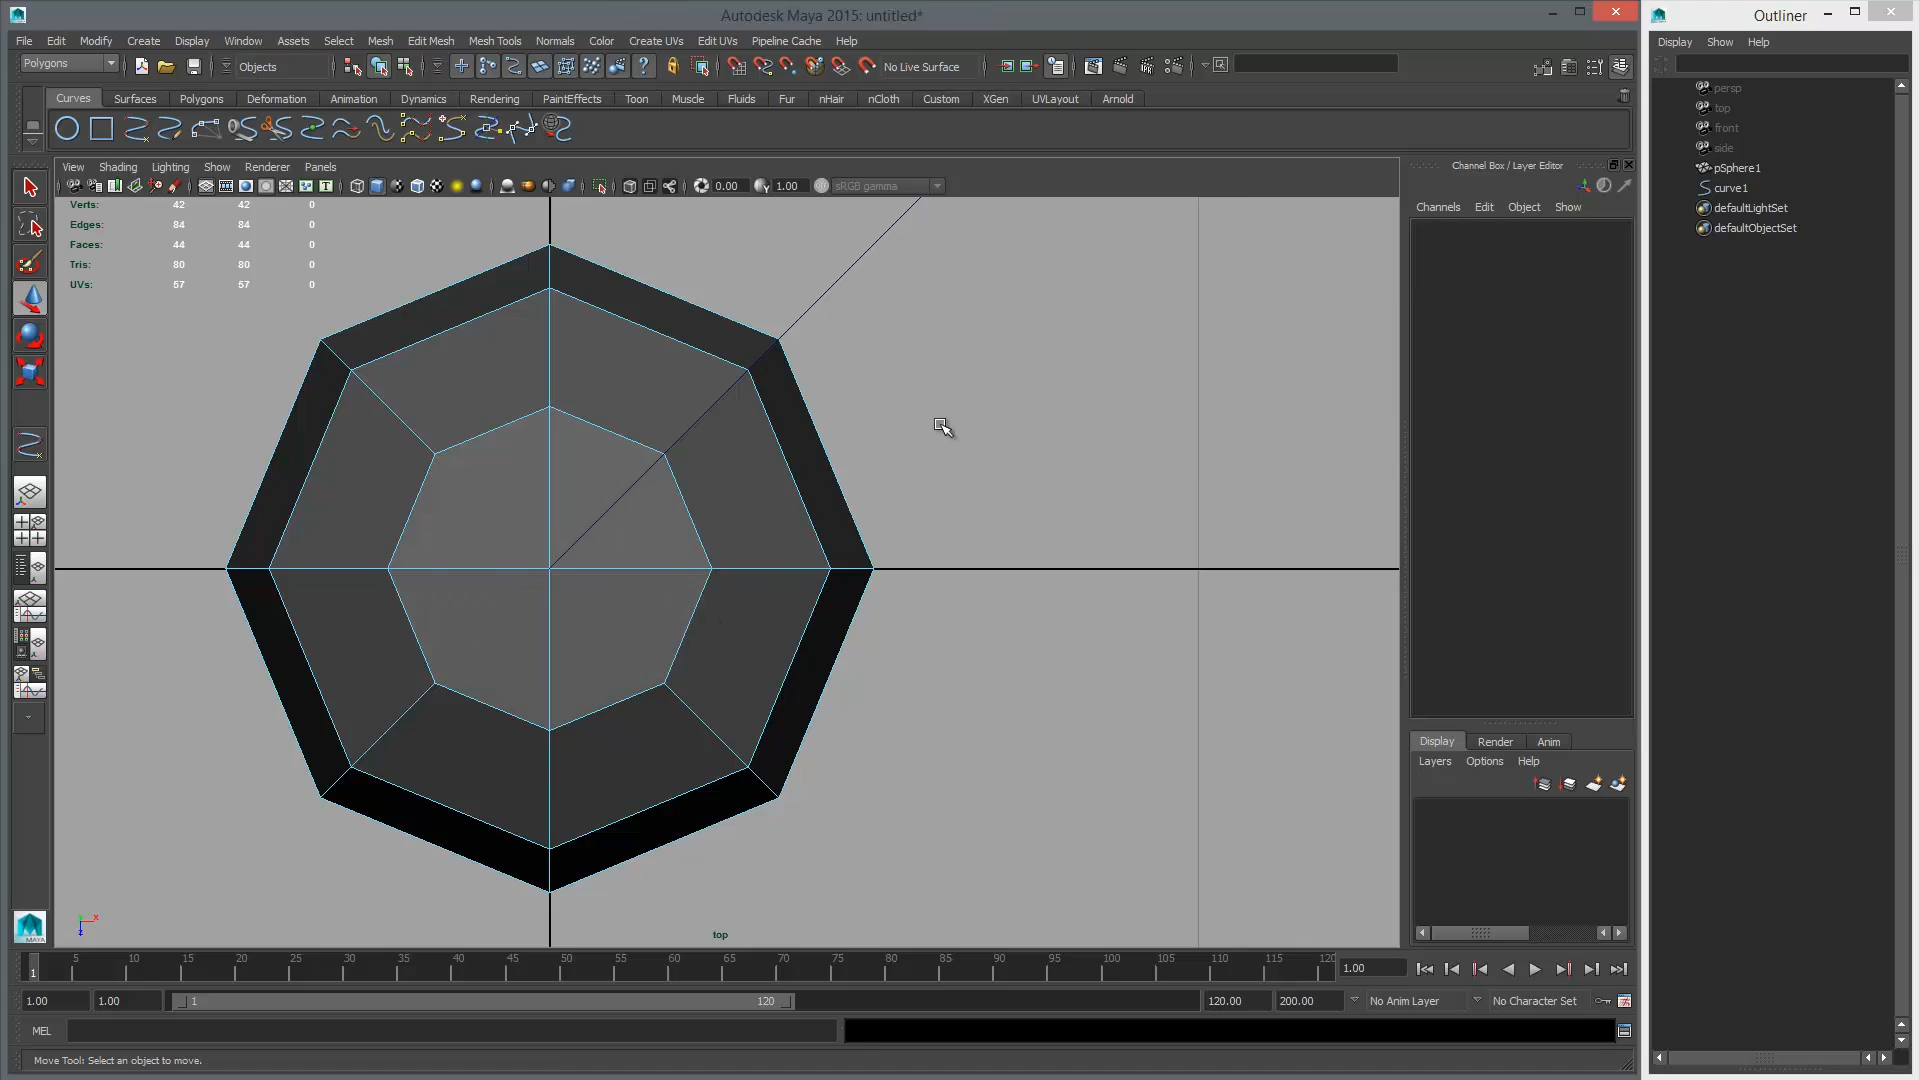 Autodesk Maya 2015: untitled*
Outliner
File Edit Modify Create Display Window Assets Select Mesh Edit Mesh Mesh Tools Normals Color Create UVs Edit UVs Pipeline Cache Help
Display Show Help
Polygons
Objects
No Live Surface
Curves Surfaces Polygons Deformation Animation Dynamics Rendering PaintEffects Toon Muscle Fluids Fur nHair nCloth Custom XGen UVLayout Arnold
persp
top
front
side
pSphere1
curve1
defaultLightSet
defaultObjectSet
View Shading Lighting Show Renderer Panels
0.00
1.00
sRGB gamma
Channel Box / Layer Editor
Channels Edit Object Show
Verts: 42 42 0
Edges: 84 84 0
Faces: 44 44 0
Tris: 80 80 0
UVs: 57 57 0
Display Render Anim
Layers Options Help
x
z
top
MAYA
1 5 10 15 20 25 30 35 40 45 50 55 60 65 70 75 80 85 90 95 100 105 110 115 120
1.00
1.00 1.00 1 120 120.00 200.00 No Anim Layer No Character Set
MEL
Move Tool: Select an object to move.